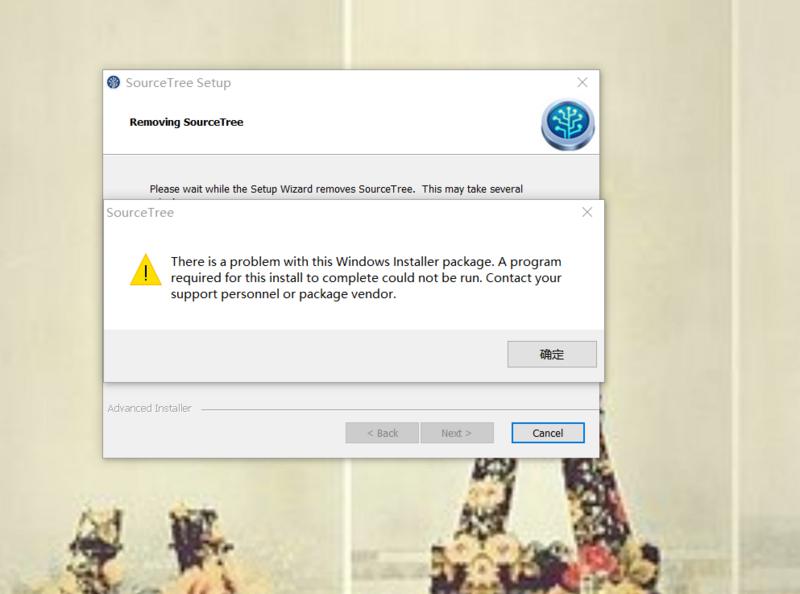 SourceTree Setup
Removing SourceTree
Please wait while the Setup Wizard removes SourceTree. This may take several
SourceTree
There is a problem with this Windows Installer package. A program
required for this install to complete could not be run. Contact your
support personnel or package vendor.
确定
Advanced Installer
< Back
Next >
Cancel